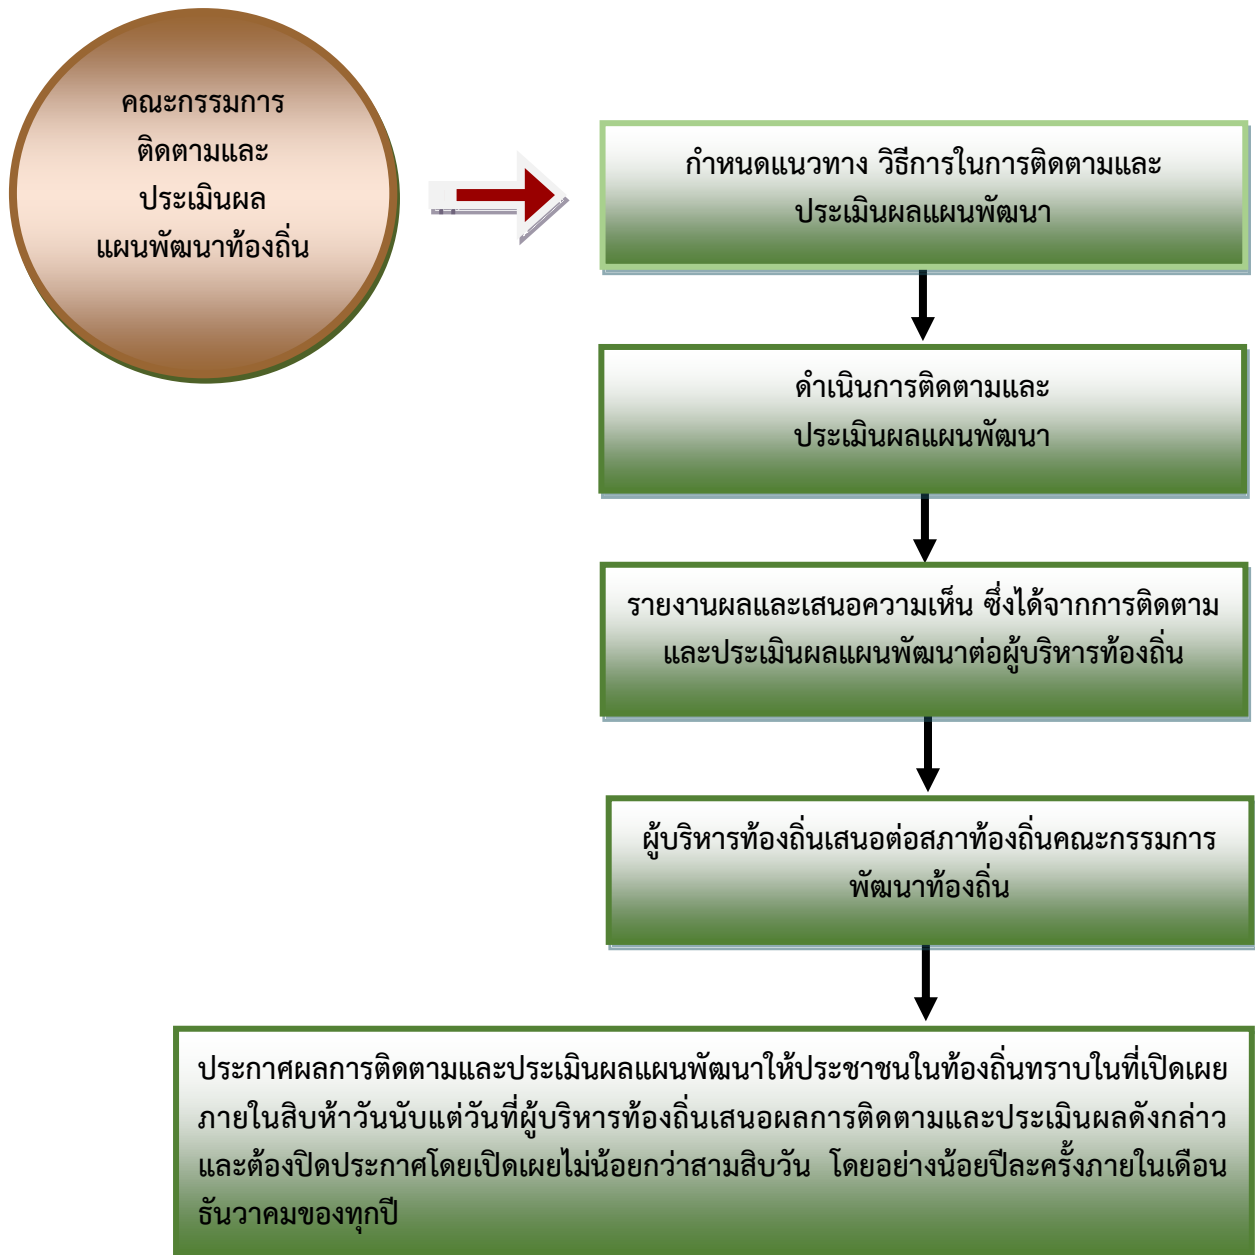 คณะกรรมการ
ติดตามและ
ประเมินผล
แผนพัฒนาท้องถิ่น
กำหนดแนวทาง วิธีการในการติดตามและ
ประเมินผลแผนพัฒนา
ดำเนินการติดตามและ
ประเมินผลแผนพัฒนา
รายงานผลและเสนอความเห็น ซึ่งได้จากการติดตาม
และประเมินผลแผนพัฒนาต่อผู้บริหารท้องถิ่น
ผู้บริหารท้องถิ่นเสนอต่อสภาท้องถิ่นคณะกรรมการ
พัฒนาท้องถิ่น
ประกาศผลการติดตามและประเมินผลแผนพัฒนาให้ประชาชนในท้องถิ่นทราบในที่เปิดเผย
ภายในสิบห้าวันนับแต่วันที่ผู้บริหารท้องถิ่นเสนอผลการติดตามและประเมินผลดังกล่าว
และต้องปิดประกาศโดยเปิดเผยไม่น้อยกว่าสามสิบวัน โดยอย่างน้อยปีละครั้งภายในเดือน
ธันวาคมของทุกปี